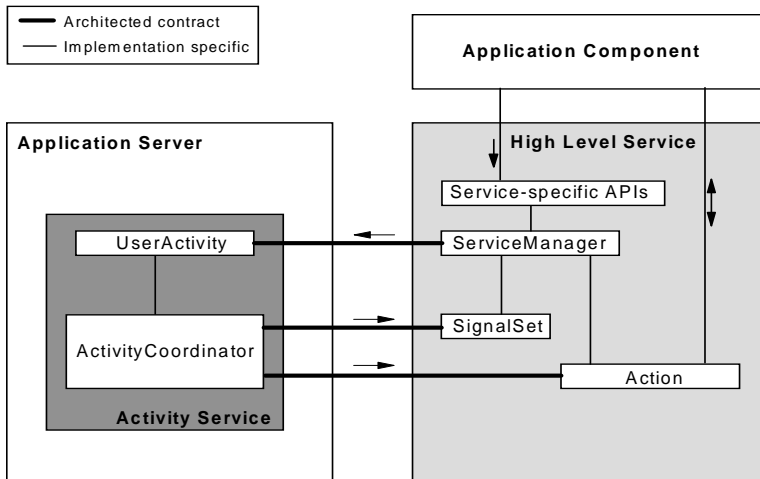 Architected contract
Implementation specific
Application Component
Application Server
High Level Service
Service-specific APIs
UserActivity
ServiceManager
SignalSet
ActivityCoordinator
Action
Activity Service